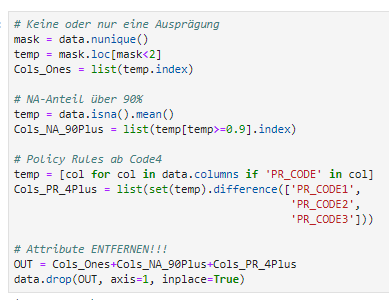 # Keine oder nur eine Ausprägung
mask = data.nunique()
temp = mask.loc[mask<2]
Cols_Ones = list(temp.index)

# NA-Anteil über 90%
temp = data.isna().mean()
Cols_NA_90Plus = list(temp[temp>=0.9].index)

# Policy Rules ab Code4
temp = [col for col in data.columns if 'PR_CODE' in col]
Cols_PR_4Plus = list(set(temp).difference(['PR_CODE1',
                                           'PR_CODE2',
                                           'PR_CODE3']))

# Attribute ENTFERNEN!!!
OUT = Cols_Ones+Cols_NA_90Plus+Cols_PR_4Plus
data.drop(OUT, axis=1, inplace=True)